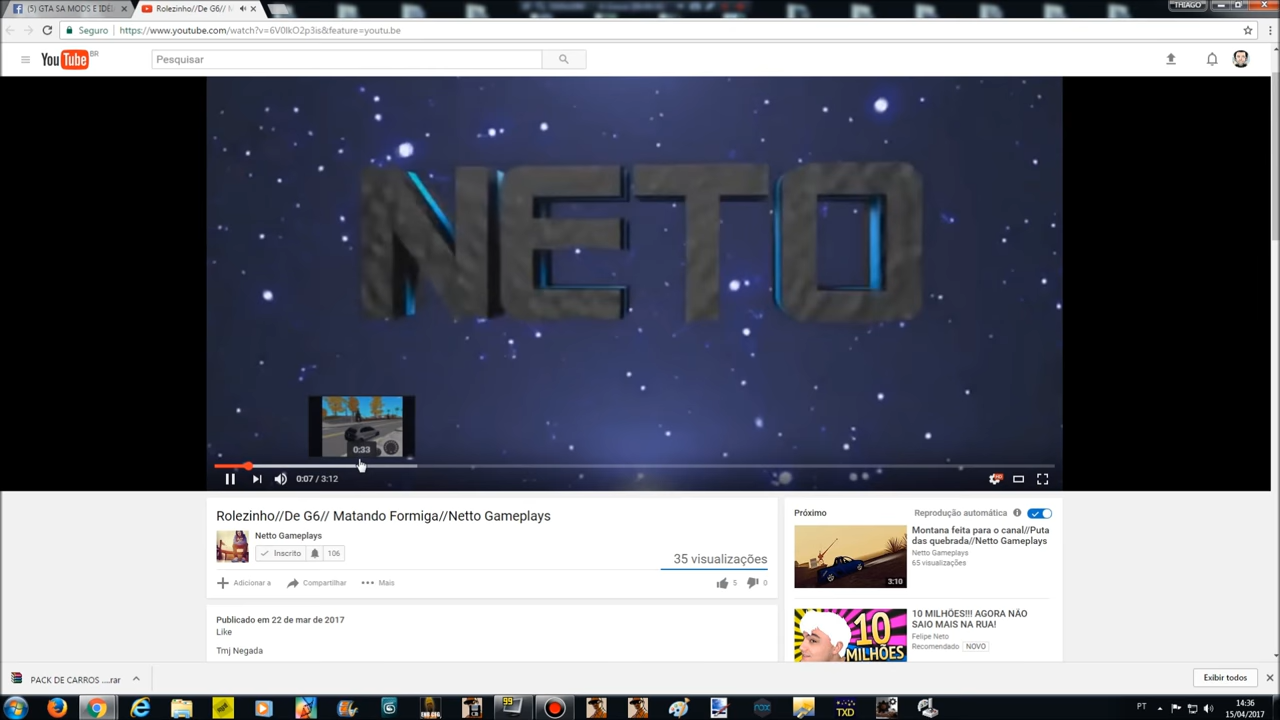 (5) GTA SA MODS E IDEI
Rolezinho//De G6// M
THIAGO
Seguro
https://www.youtube.com/watch?v=6V0lkO2p3is&feature=youtu.be
YouTube BR
Pesquisar
NETO
0:33
0:07 / 3:12
Rolezinho//De G6// Matando Formiga//Netto Gameplays
Netto Gameplays
Inscrito
106
35 visualizações
Adicionar a
Compartilhar
Mais
5
0
Publicado em 22 de mar de 2017
Like
Tmj Negada
Próximo
Reprodução automática
3:10
Montana feita para o canal//Puta
das quebrada//Netto Gameplays
Netto Gameplays
65 visualizações
10
MILHÕES
10 MILHÕES!!! AGORA NÃO
SAIO MAIS NA RUA!
Felipe Neto
Recomendado
NOVO
PACK DE CARROS ....rar
Exibir todos
99
TXD
PT
14:36
15/04/2017